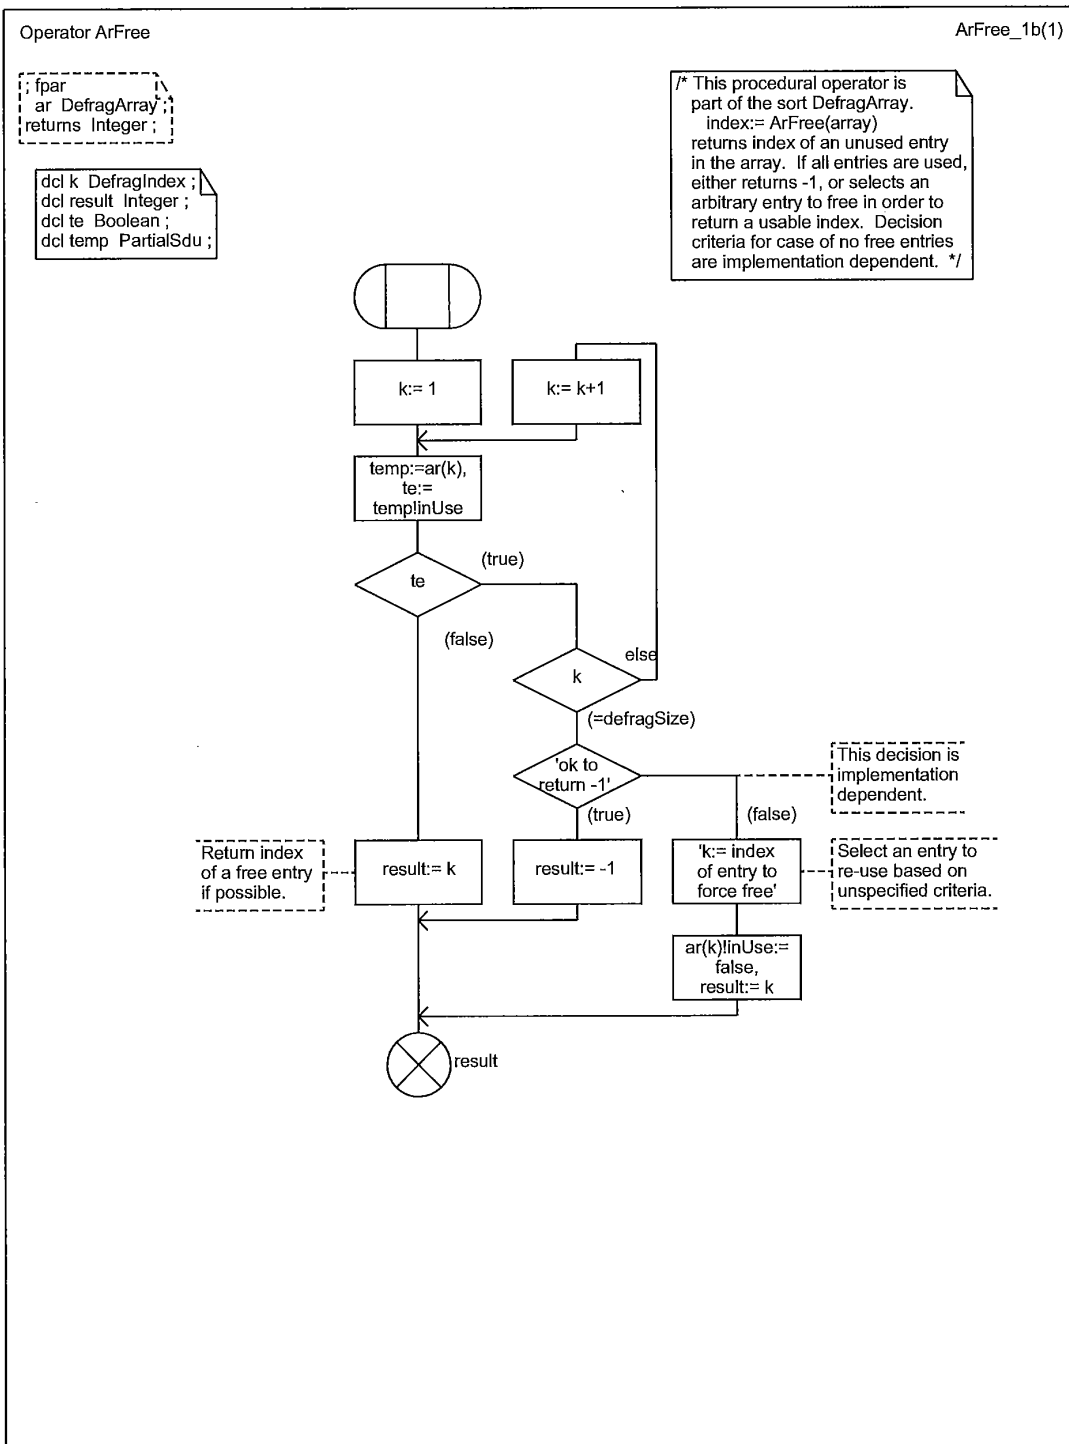 Operator ArFree
ArFree_1b(1)
; fpar
ar DefragArray ;
returns Integer ;
/* This procedural operator is
part of the sort DefragArray.
index:= ArFree(array)
returns index of an unused entry
in the array. If all entries are used,
either returns -1, or selects an
arbitrary entry to free in order to
return a usable index. Decision
criteria for case of no free entries
are implementation dependent. */
dcl k DefragIndex ;
dcl result Integer ;
dcl te Boolean ;
dcl temp PartialSdu ;
k:= 1
k:= k+1
temp:=ar(k),
te:=
temp!inUse
te
(true)
(false)
k
else
(=defragSize)
'ok to
return -1'
(true)
(false)
This decision is
implementation
dependent.
Return index
of a free entry
if possible.
result:= k
result:= -1
'k:= index
of entry to
force free'
Select an entry to
re-use based on
unspecified criteria.
ar(k)!inUse:=
false,
result:= k
result